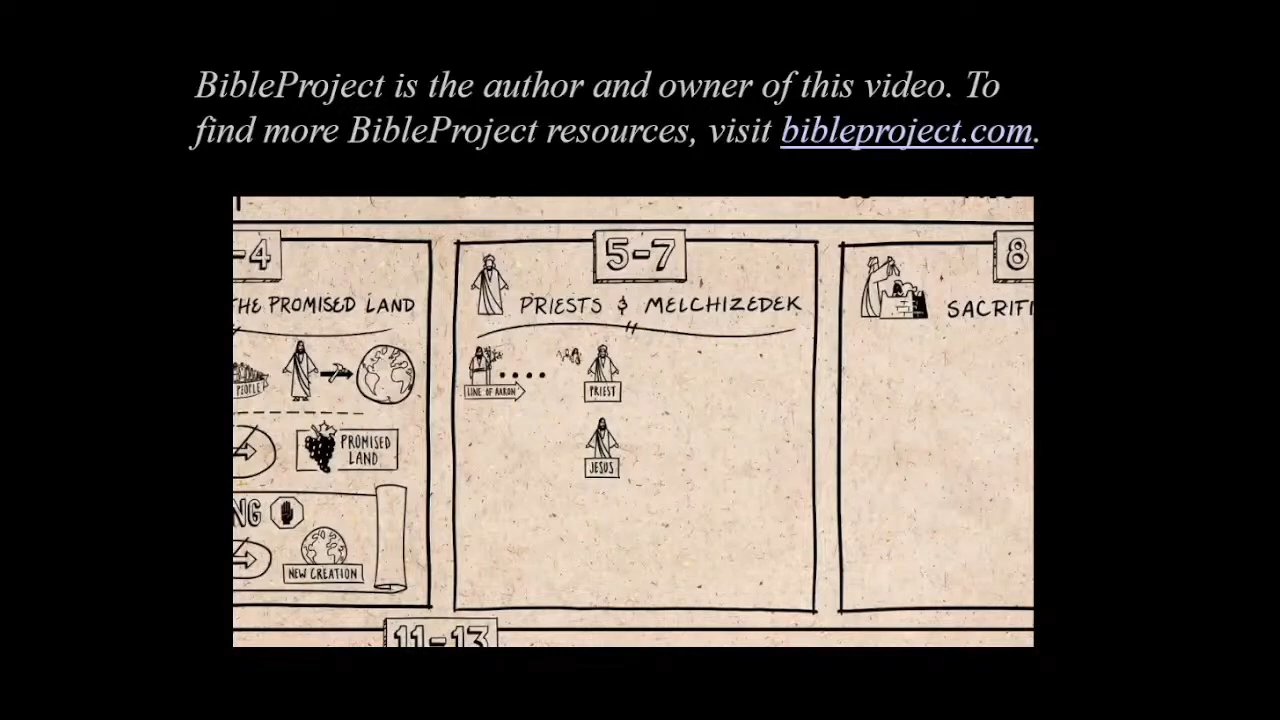 BibleProject is the author and owner of this video. To
find more BibleProject resources, visit bibleproject.com.
-4
5-7
8
THE PROMISED LAND
PRIESTS & MELCHIZEDEK
SACRIFI
PEOPLE
LINE OF AARON
PRIEST
PROMISED
LAND
JESUS
NG
NEW CREATION
11-13